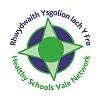 Rhwydwaith Ysgolion Iach Y Fro
Healthy Schools Vale Network